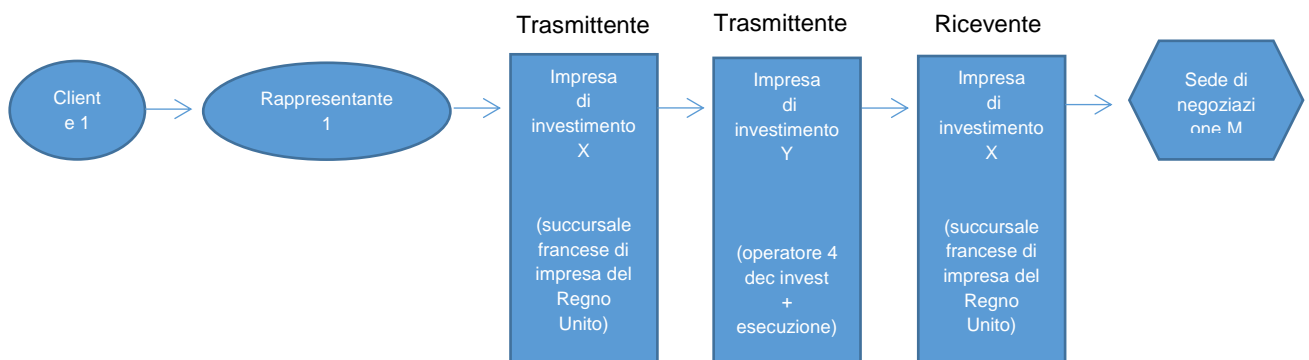 Trasmittente
Trasmittente
Ricevente
Client
e 1
Rappresentante
1
Impresa
di
investimento
X
(succursale
francese di
impresa del
Regno
Unito)
Impresa
di
investimento
Y
(operatore 4
dec invest
+
esecuzione)
Impresa
di
investimento
X
(succursale
francese di
impresa del
Regno
Unito)
Sede di
negoziazi
one M